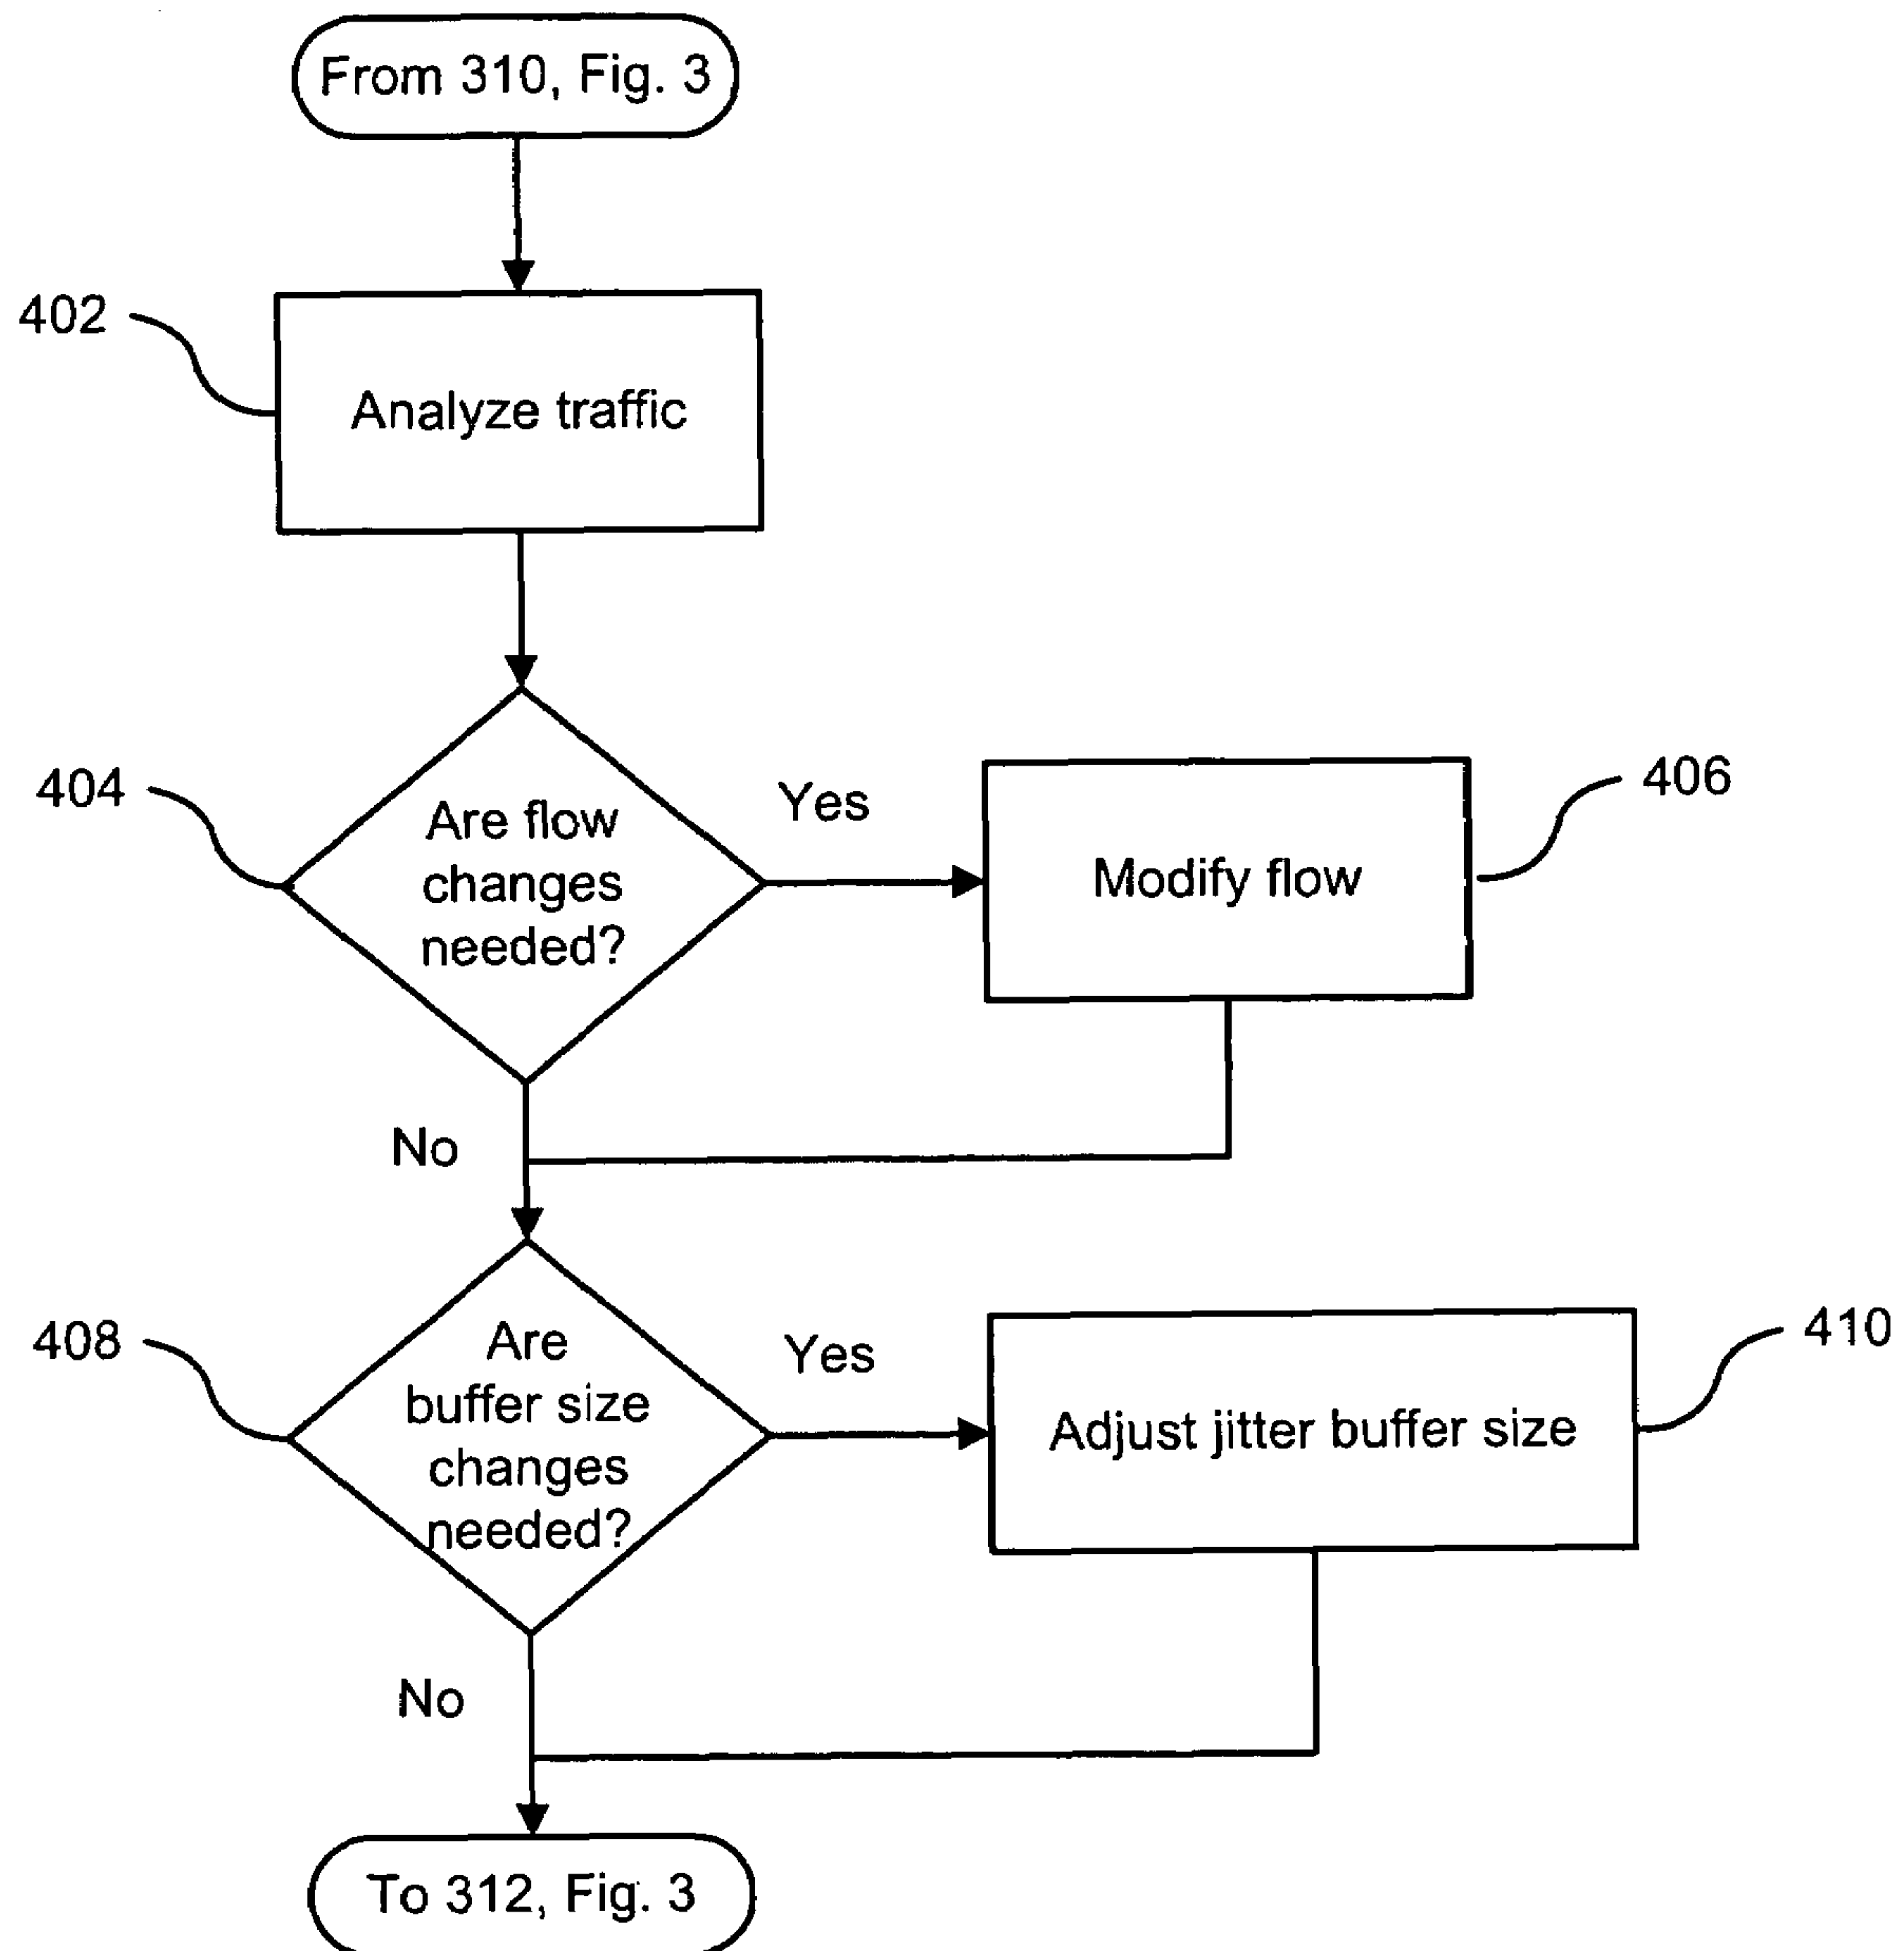 From 310, Fig. 3
402
Analyze traffic
404
Are flow
changes
needed?
Yes
Modify flow
406
No
408
Are
buffer size
changes
needed?
Yes
Adjust jitter buffer size
410
No
To 312, Fig. 3